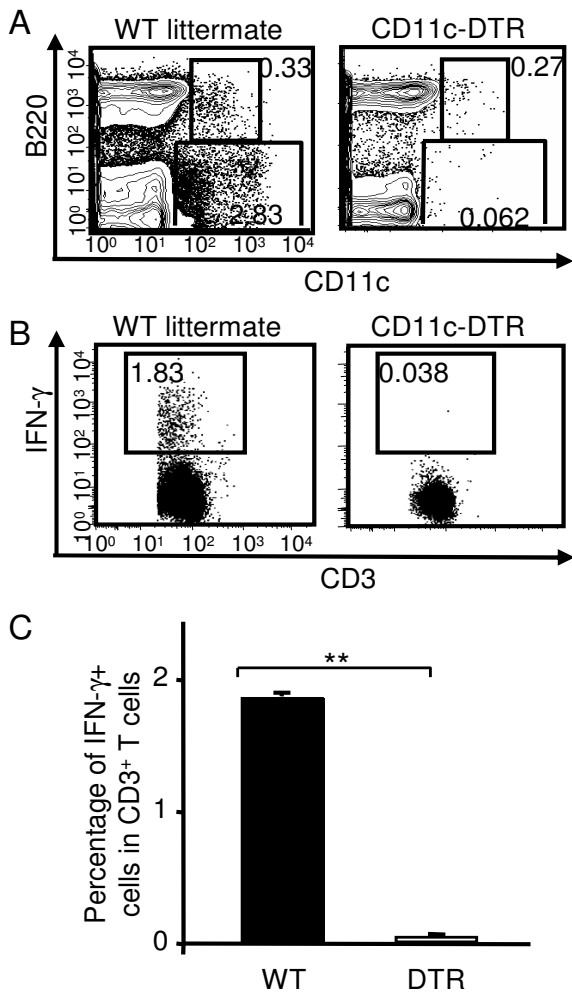 A
WT littermate
CD11c-DTR
B220
10⁰ 10¹ 10² 10³ 10⁴
0.33
2.83
10⁰ 10¹ 10² 10³ 10⁴
0.27
0.062
CD11c
B
WT littermate
CD11c-DTR
IFN-γ
10⁰ 10¹ 10² 10³ 10⁴
1.83
10⁰ 10¹ 10² 10³ 10⁴
0.038
CD3
C
Percentage of IFN-γ+
cells in CD3⁺ T cells
2
1
0
**
WT
DTR